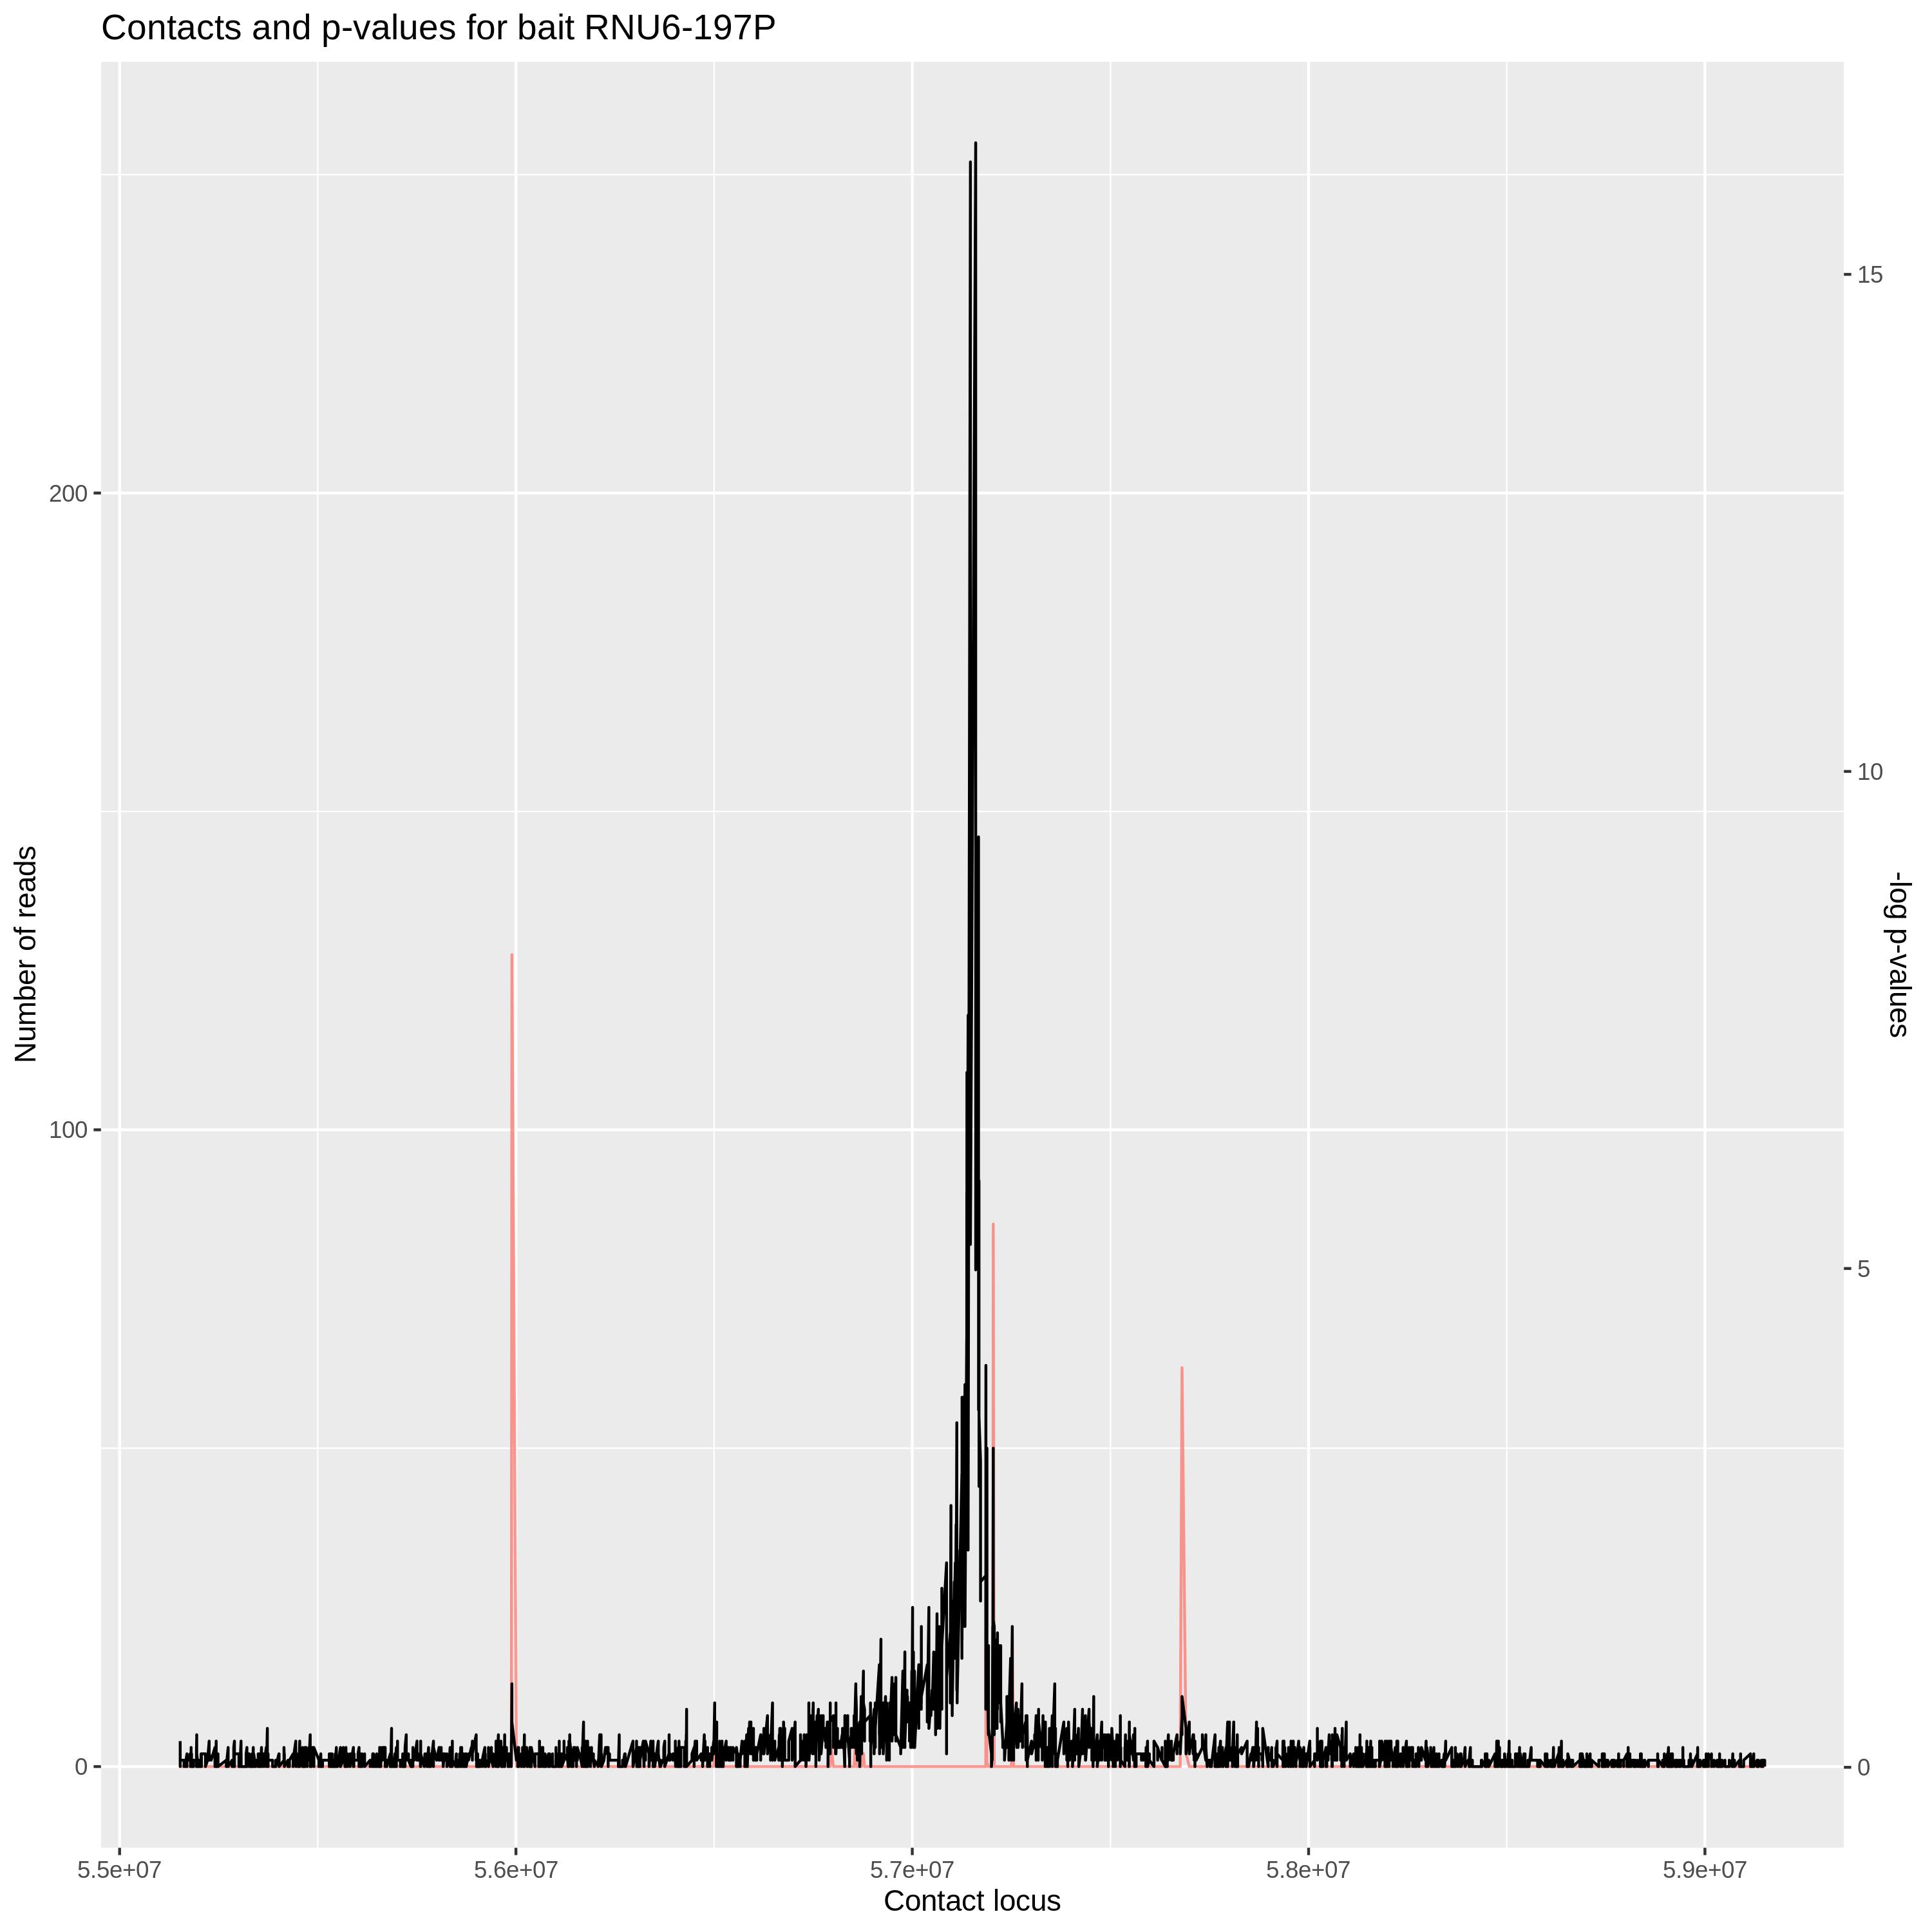 Contacts and p-values for bait RNU6-197P
Number of reads
200
100
0
15
10
5
0
-log p-values
5.5e+07 5.6e+07 5.7e+07 5.8e+07 5.9e+07
Contact locus